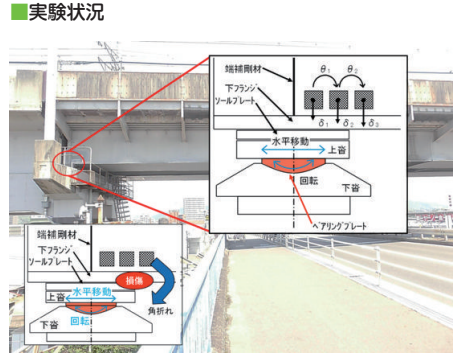 ■実験状況
端補剛材
下フランジ
ソールプレート
θ1 θ2
δ1 δ2 δ3
水平移動
上沓
回転
下沓
ベアリングプレート
端補剛材
下フランジ
ソールプレート
損傷
上沓
水平移動
角折れ
回転
下沓